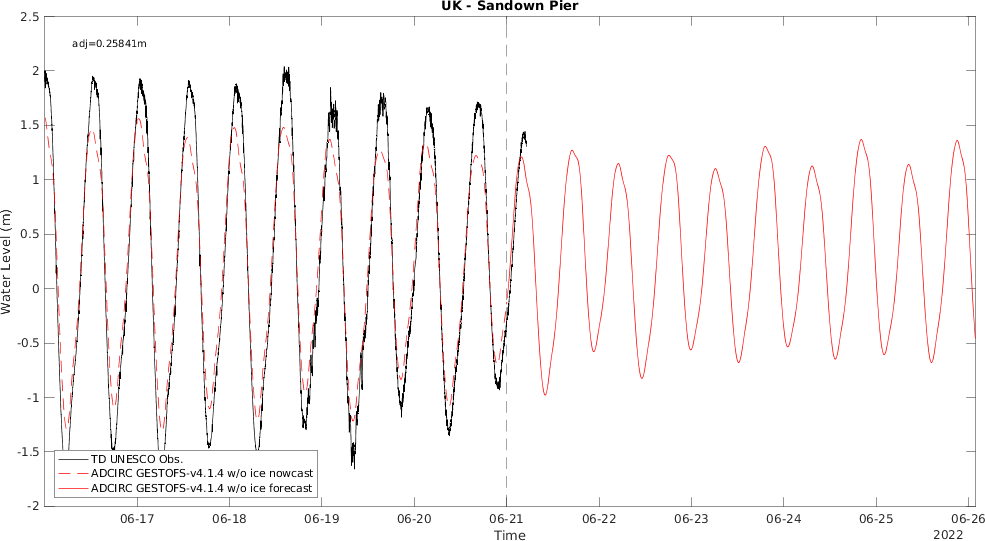 UK - Sandown Pier
adj=0.25841m
2.5
2
1.5
1
0.5
0
-0.5
-1
-1.5
-2
Water Level (m)
TD UNESCO Obs.
ADCIRC GESTOFS-v4.1.4 w/o ice nowcast
ADCIRC GESTOFS-v4.1.4 w/o ice forecast
06-17 06-18 06-19 06-20 06-21 06-22 06-23 06-24 06-25 06-26
Time
2022